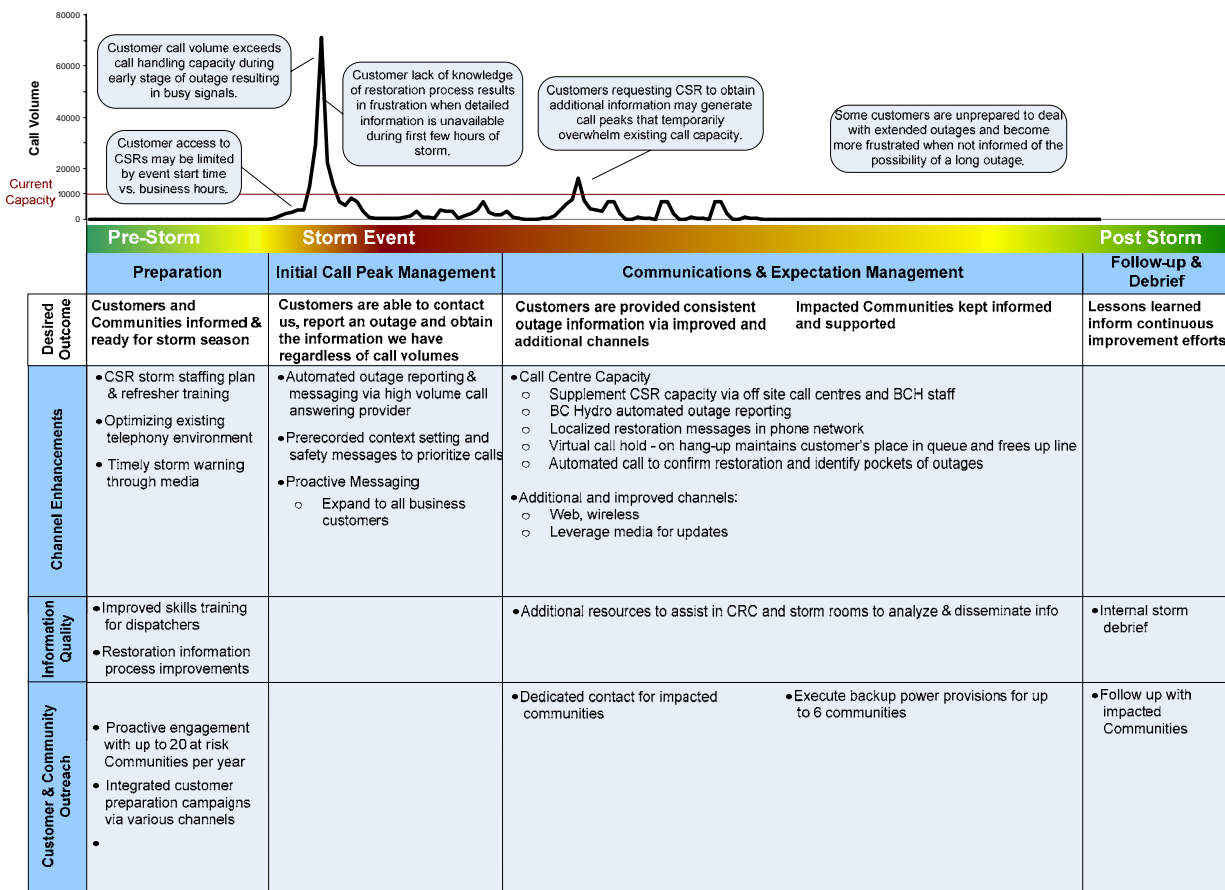 80000
60000
40000
20000
10000
0
Call Volume
Current
Capacity
Customer call volume exceeds
call handling capacity during
early stage of outage resulting
in busy signals.
Customer access to
CSRs may be limited
by event start time
vs. business hours.
Customer lack of knowledge
of restoration process results
in frustration when detailed
information is unavailable
during first few hours of
storm.
Customers requesting CSR to obtain
additional information may generate
call peaks that temporarily
overwhelm existing call capacity.
Some customers are unprepared to deal
with extended outages and become
more frustrated when not informed of the
possibility of a long outage.
Pre-Storm
Storm Event
Post Storm
Preparation
Initial Call Peak Management
Communications & Expectation Management
Follow-up &
Debrief
Desired
Outcome
Customers and
Communities informed &
ready for storm season
Customers are able to contact
us, report an outage and obtain
the information we have
regardless of call volumes
Customers are provided consistent
outage information via improved and
additional channels
Impacted Communities kept informed
and supported
Lessons learned
inform continuous
improvement efforts
Channel Enhancements
•CSR storm staffing plan
& refresher training
•Optimizing existing
telephony environment
•Timely storm warning
through media
•Automated outage reporting &
messaging via high volume call
answering provider
•Prerecorded context setting and
safety messages to prioritize calls
•Proactive Messaging
o Expand to all business
customers
•Call Centre Capacity
o Supplement CSR capacity via off site call centres and BCH staff
o BC Hydro automated outage reporting
o Localized restoration messages in phone network
o Virtual call hold - on hang-up maintains customer's place in queue and frees up line
o Automated call to confirm restoration and identify pockets of outages
•Additional and improved channels:
o Web, wireless
o Leverage media for updates
Information
Quality
•Improved skills training
for dispatchers
•Restoration information
process improvements
•Additional resources to assist in CRC and storm rooms to analyze & disseminate info
•Internal storm
debrief
Customer & Community
Outreach
• Proactive engagement
with up to 20 at risk
Communities per year
• Integrated customer
preparation campaigns
via various channels
•
•Dedicated contact for impacted
communities
•Execute backup power provisions for up
to 6 communities
•Follow up with
impacted
Communities